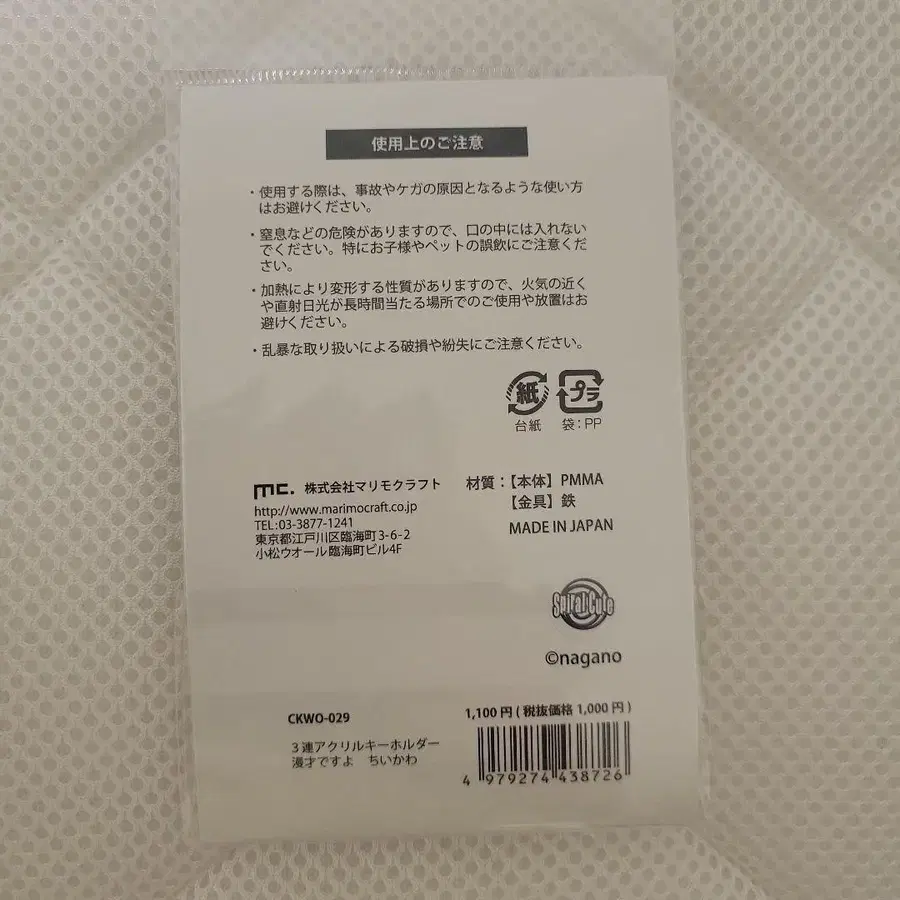 使用上のご注意
・使用する際は、事故やケガの原因となるような使い方
はお避けください。
・窒息などの危険がありますので、口の中には入れない
でください。特にお子様やペットの誤飲にご注意くだ
さい。
・加熱により変形する性質がありますので、火気の近く
や直射日光が長時間当たる場所でのご使用や放置はお
避けください。
・乱暴な取り扱いによる破損や紛失にご注意ください。
紙 プラ
台紙 袋：PP
mc. 株式会社マリモクラフト
http://www.marimocraft.co.jp
TEL:03-3877-1241
東京都江戸川区臨海町3-6-2
小松ウオール臨海町ビル4F
材質：【本体】PMMA
【金具】鉄
MADE IN JAPAN
Spiral Cute
©nagano
CKWO-029
３連アクリルキーホルダー
漫才ですよ　ちいかわ
1,100円 ( 税抜価格 1,000円 )
4 979274 438726